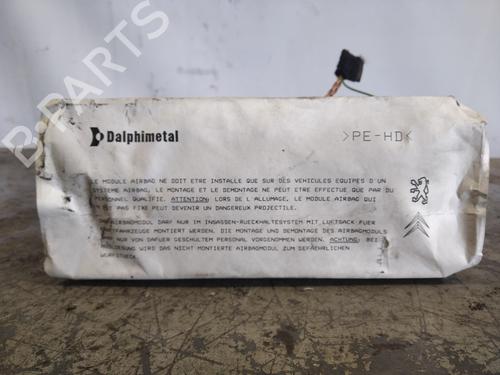 B-PARTS
Dalphimetal
>PE-HD<
LE MODULE AIRBAG NE DOIT ETRE INSTALLE QUE SUR DES VEHICULES EQUIPES D'UN
SYSTEME AIRBAG, LE MONTAGE ET LE DEMONTAGE NE PEUT ETRE EFFECTUE QUE PAR DU
PERSONNEL QUALIFIE. ATTENTION: LORS DE L'ALLUMAGE, LE MODULE AIRBAG QUI
EST PAS FIXE PEUT DEVENIR UN DANGEREUX PROJECTILE.
AIRBAGMODUL DARF NUR IM INSASSEN-RUECKHALTESYSTEM MIT LUFTSACK FUER
FAHRZEUGE MONTIERT WERDEN. DIE MONTAGE UND DEMONTAGE DES AIRBAGMODULS
NUR VON DAFUER GESCHULTEM PERSONAL VORGENOMMEN WERDEN. ACHTUNG: BEI
WIRD DAS NICHT MONTIERTE AIRBAGMODUL ZUM GEFAEHRLICHEN
WURFSTUECK.